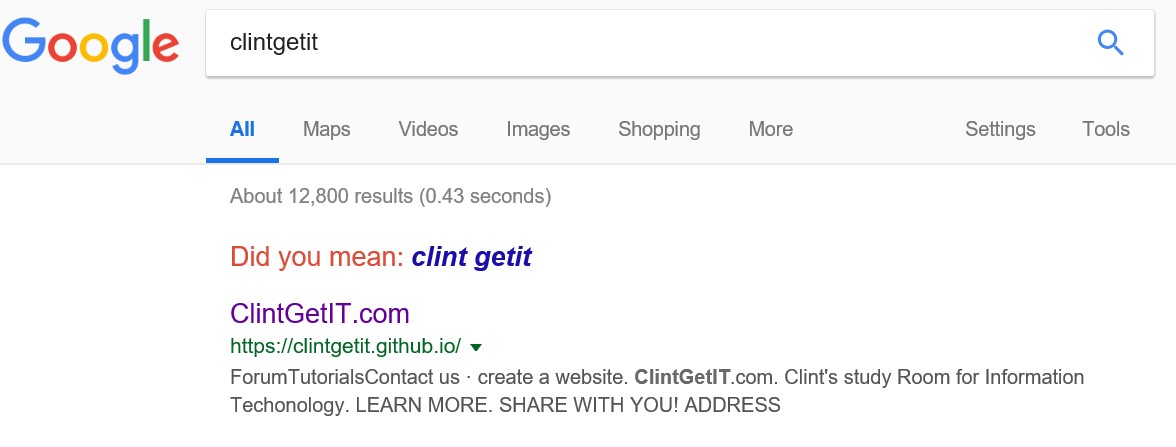 Google
clintgetit
All Maps Videos Images Shopping More Settings Tools
About 12,800 results (0.43 seconds)
Did you mean: clint getit
ClintGetIT.com
https://clintgetit.github.io/
ForumTutorialsContact us · create a website. ClintGetIT.com. Clint's study Room for Information
Techonology. LEARN MORE. SHARE WITH YOU! ADDRESS